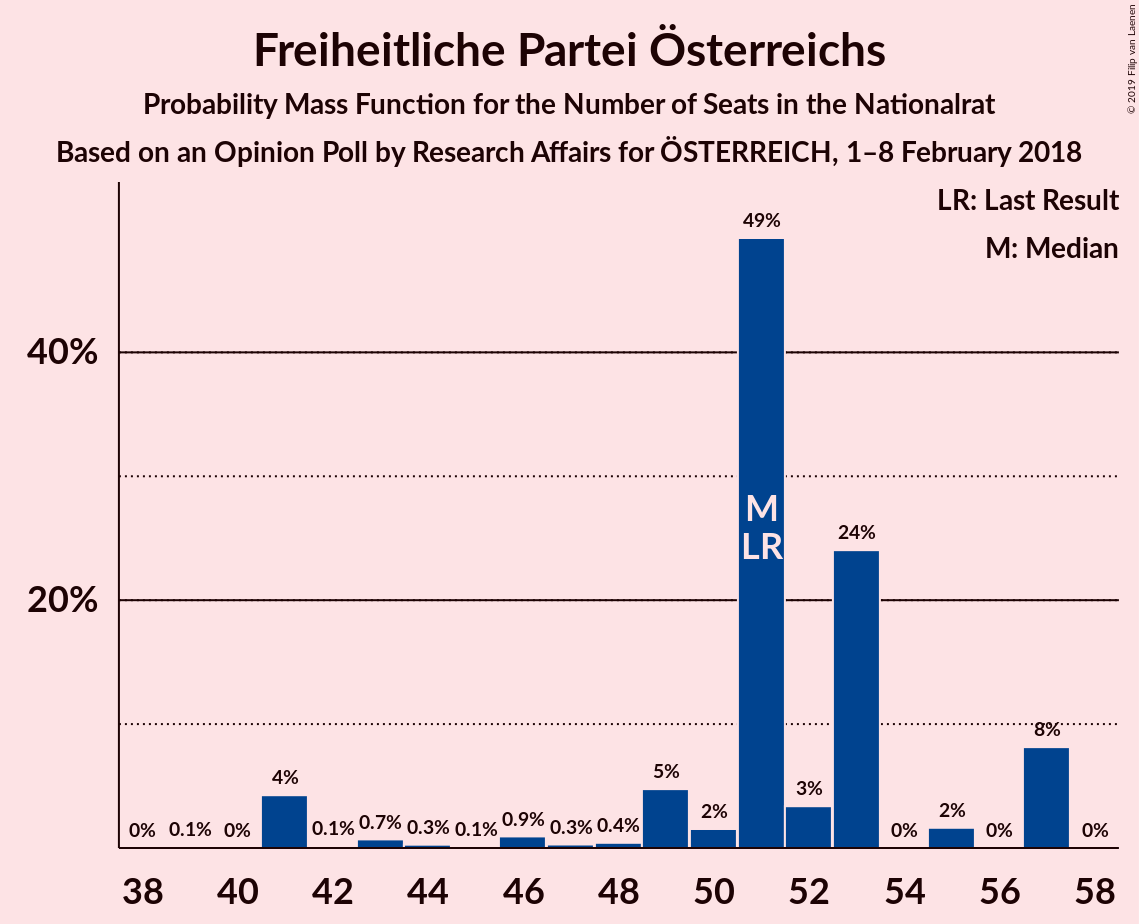 Freiheitliche Partei Österreichs
Probability Mass Function for the Number of Seats in the Nationalrat
Based on an Opinion Poll by Research Affairs for ÖSTERREICH, 1–8 February 2018
© 2019 Filip van Laenen
LR: Last Result
M: Median
40%
20%
0%
0.1%
0%
4%
0.1%
0.7%
0.3%
0.1%
0.9%
0.3%
0.4%
5%
2%
49%
M
LR
3%
24%
0%
2%
0%
8%
0%
38 40 42 44 46 48 50 52 54 56 58